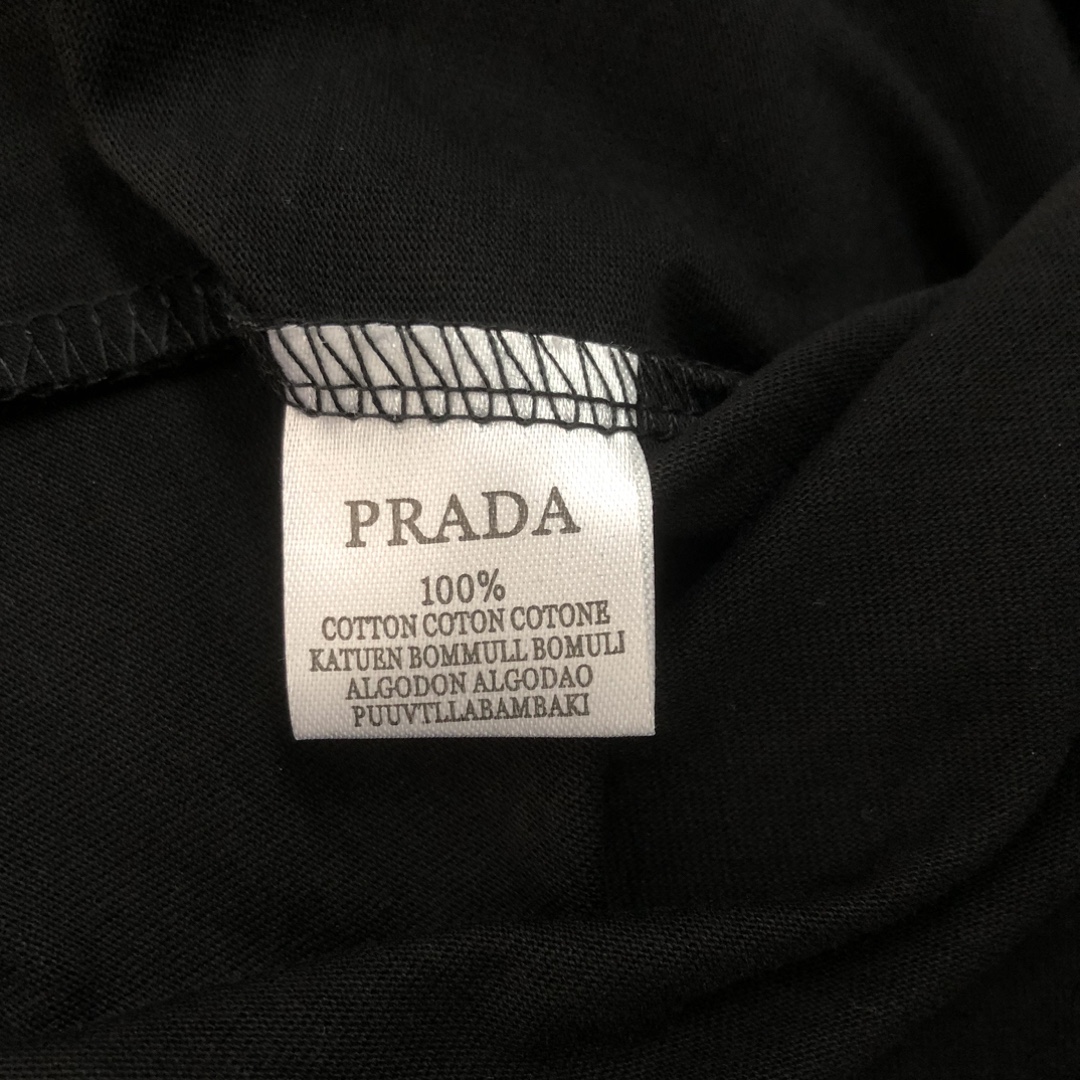 PRADA
100%
COTTON COTON COTONE
KATUEN BOMMULL BOMULI
ALGODON ALGODAO
PUUVTLLABAMBAKI